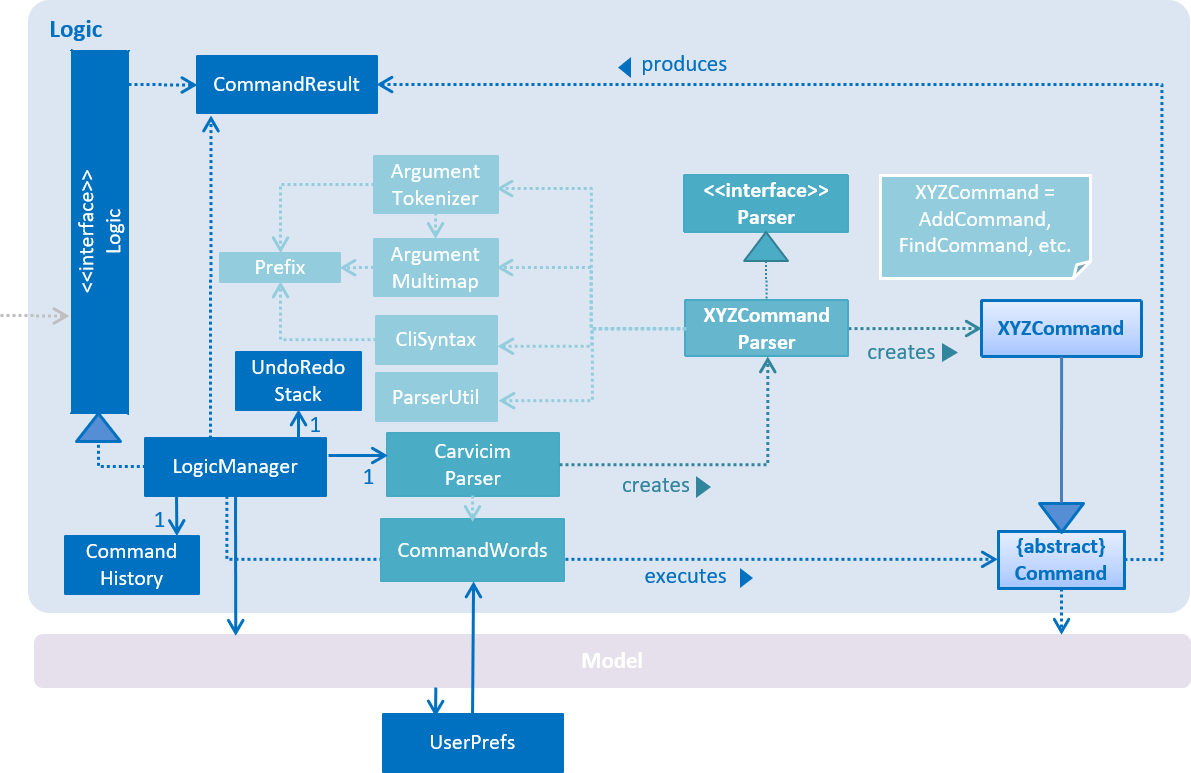 Logic
produces
CommandResult
<<interface>>
Logic
Argument
Tokenizer
<<interface>>
Parser
XYZCommand =
AddCommand,
FindCommand, etc.
Prefix
Argument
Multimap
XYZCommand
Parser
XYZCommand
CliSyntax
creates
UndoRedo
Stack
ParserUtil
1
LogicManager
Carvicim
Parser
1
creates
1
Command
History
CommandWords
executes
{abstract}
Command
Model
UserPrefs